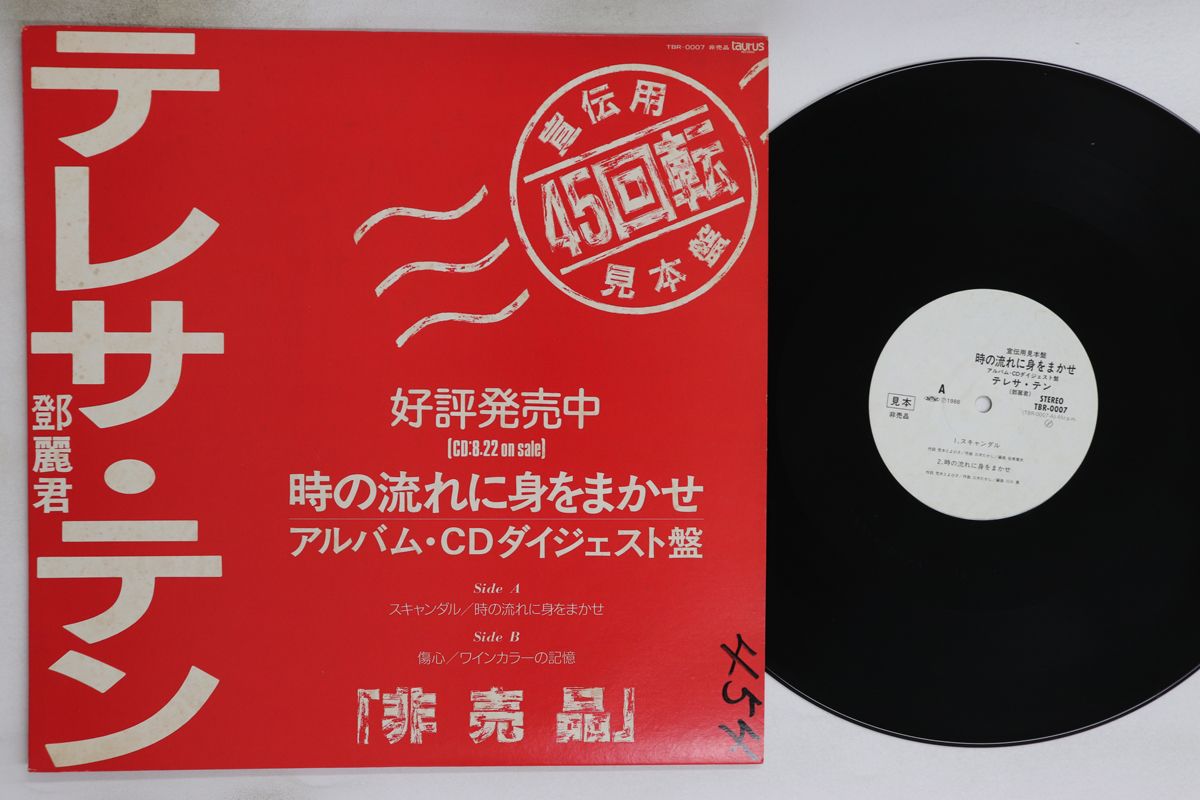 テレサ・テン
鄧麗君
TBR-0007 非売品 taurus
宣伝用
45回転
見本盤
好評発売中
(CD:8.22 on sale)
時の流れに身をまかせ
アルバム・CDダイジェスト盤
Side A
スキャンダル/時の流れに身をまかせ
Side B
傷心/ワインカラーの記憶
「非売品」
454
宣伝用見本盤
時の流れに身をまかせ
アルバム・CDダイジェスト盤
テレサ・テン
(鄧麗君)
A
見本
非売品
STEREO
TBR-0007
1.スキャンダル
2.時の流れに身をまかせ